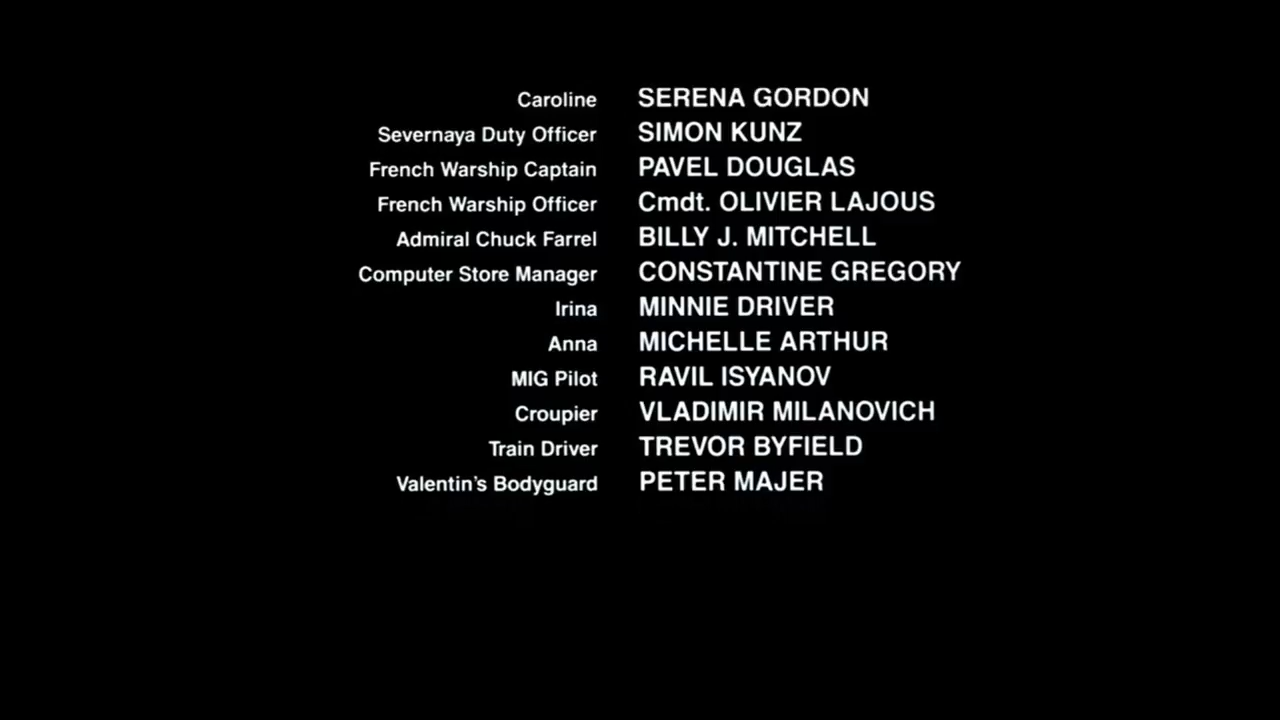 Caroline SERENA GORDON
Severnaya Duty Officer SIMON KUNZ
French Warship Captain PAVEL DOUGLAS
French Warship Officer Cmdt. OLIVIER LAJOUS
Admiral Chuck Farrel BILLY J. MITCHELL
Computer Store Manager CONSTANTINE GREGORY
Irina MINNIE DRIVER
Anna MICHELLE ARTHUR
MIG Pilot RAVIL ISYANOV
Croupier VLADIMIR MILANOVICH
Train Driver TREVOR BYFIELD
Valentin's Bodyguard PETER MAJER